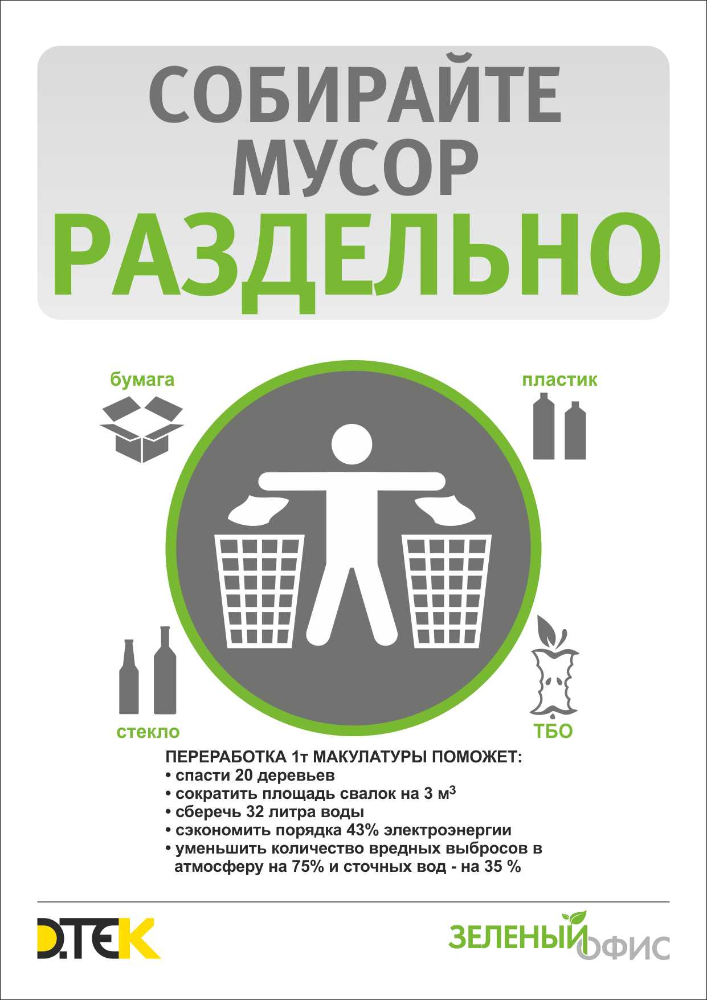 СОБИРАЙТЕ
МУСОР
РАЗДЕЛЬНО
бумага
пластик
стекло
ТБО
ПЕРЕРАБОТКА 1т МАКУЛАТУРЫ ПОМОЖЕТ:
• спасти 20 деревьев
• сократить площадь свалок на 3 м³
• сберечь 32 литра воды
• сэкономить порядка 43% электроэнергии
• уменьшить количество вредных выбросов в
атмосферу на 75% и сточных вод - на 35 %
D.TEK
ЗЕЛЕНЫЙ
ОФИС